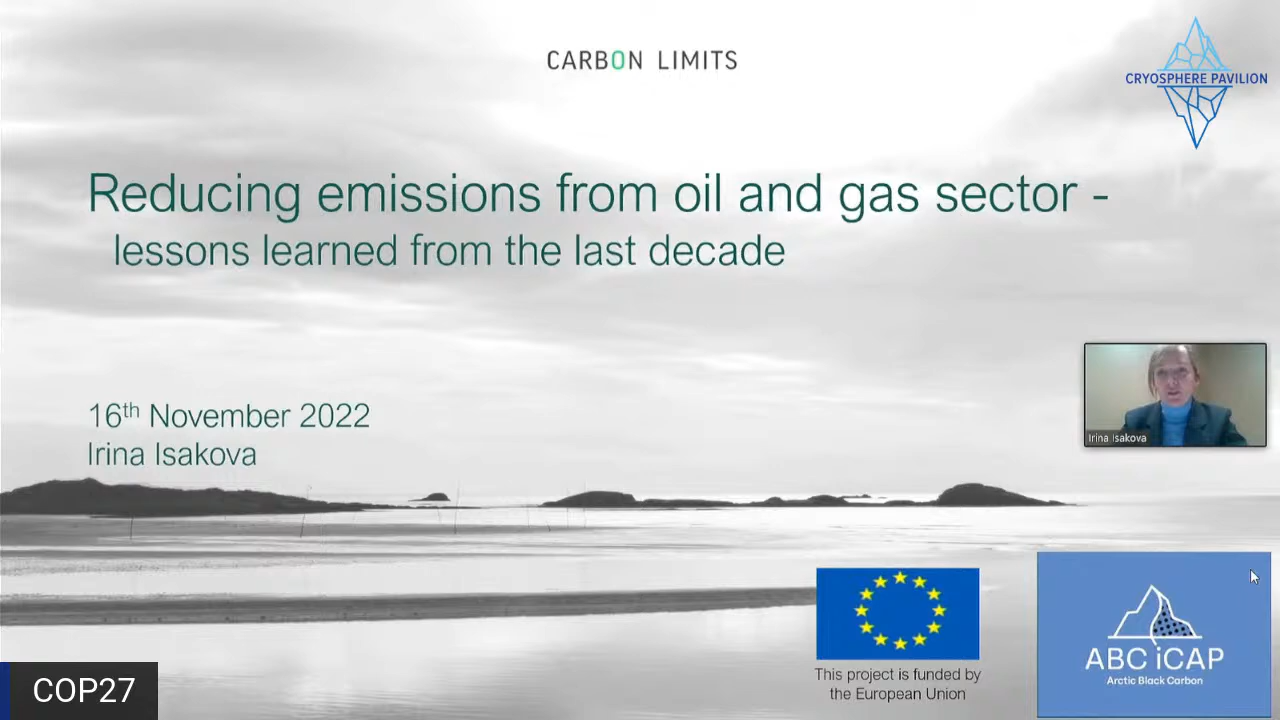 CARBON LIMITS
CRYOSPHERE PAVILION
Reducing emissions from oil and gas sector -
lessons learned from the last decade
16th November 2022
Irina Isakova
Irina Isakova
This project is funded by
the European Union
ABC iCAP
Arctic Black Carbon
COP27